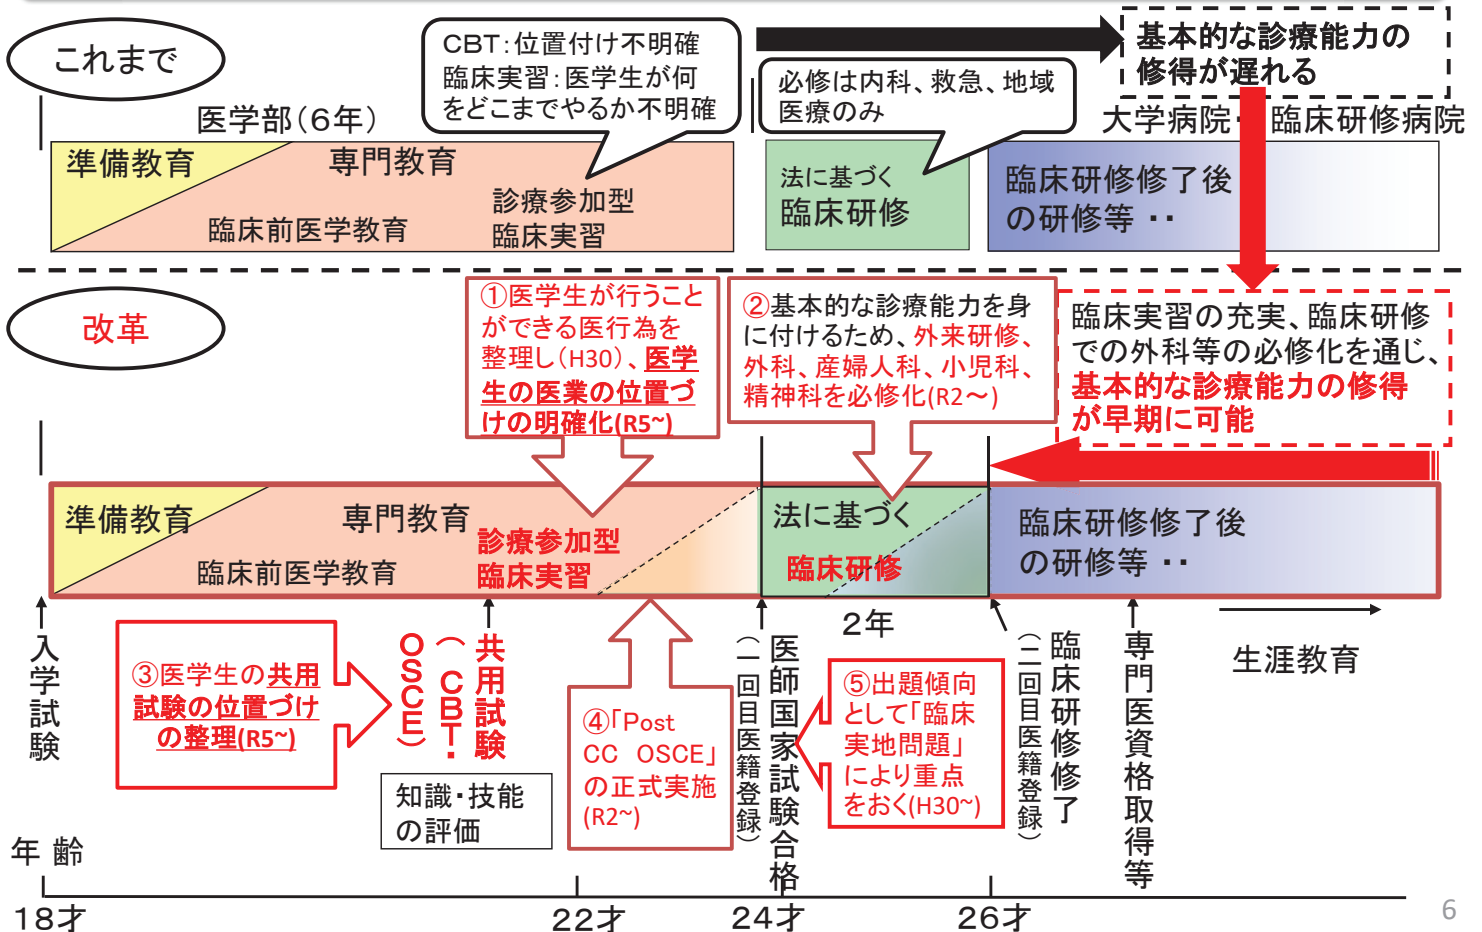 これまで
CBT：位置付け不明確
臨床実習：医学生が何
をどこまでやるか不明確
必修は内科、救急、地域
医療のみ
基本的な診療能力の
修得が遅れる
医学部（６年）
大学病院・臨床研修病院
準備教育
専門教育
臨床前医学教育
診療参加型
臨床実習
法に基づく
臨床研修
臨床研修修了後
の研修等 ・・
改革
①医学生が行うこと
ができる医行為を
整理し(H30)、医学
生の医業の位置づ
けの明確化(R5~)
②基本的な診療能力を身
に付けるため、外来研修、
外科、産婦人科、小児科、
精神科を必修化(R2～)
臨床実習の充実、臨床研修
での外科等の必修化を通じ、
基本的な診療能力の修得
が早期に可能
準備教育
専門教育
臨床前医学教育
診療参加型
臨床実習
法に基づく
臨床研修
臨床研修修了後
の研修等 ・・
入学試験
③医学生の共用
試験の位置づけ
の整理(R5~)
共用試験
（CBT・
OSCE）
知識・技能
の評価
④「Post
CC　OSCE」
の正式実施
(R2~)
医師国家試験合格
（一回目医籍登録）
２年
⑤出題傾向
として「臨床
実地問題」
により重点
をおく(H30~)
臨床研修修了
（二回目医籍登録）
専門医資格取得等
生涯教育
年 齢
１８才
２２才
２４才
２６才
6